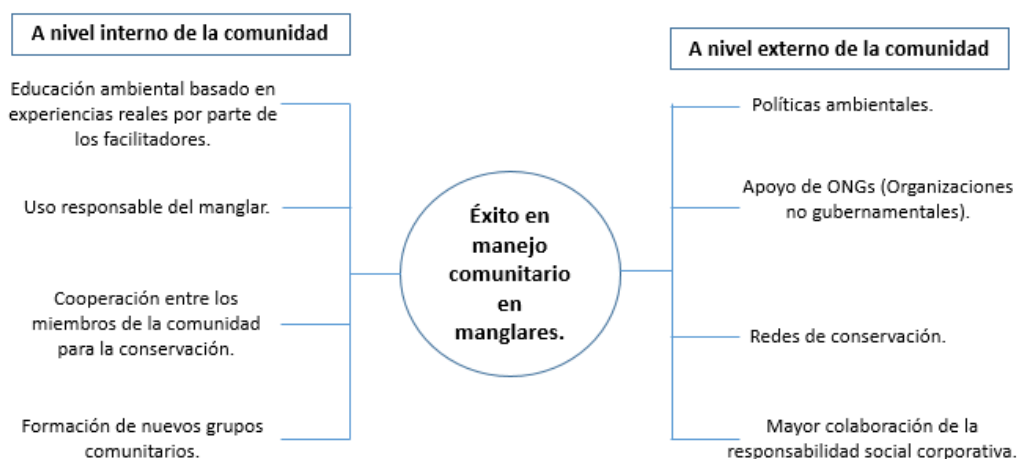 A nivel interno de la comunidad
Educación ambiental basado en
experiencias reales por parte de
los facilitadores.
Uso responsable del manglar.
Cooperación entre los
miembros de la comunidad
para la conservación.
Formación de nuevos grupos
comunitarios.
Éxito en
manejo
comunitario
en
manglares.
A nivel externo de la comunidad
Políticas ambientales.
Apoyo de ONGs (Organizaciones
no gubernamentales).
Redes de conservación.
Mayor colaboración de la
responsabilidad social corporativa.